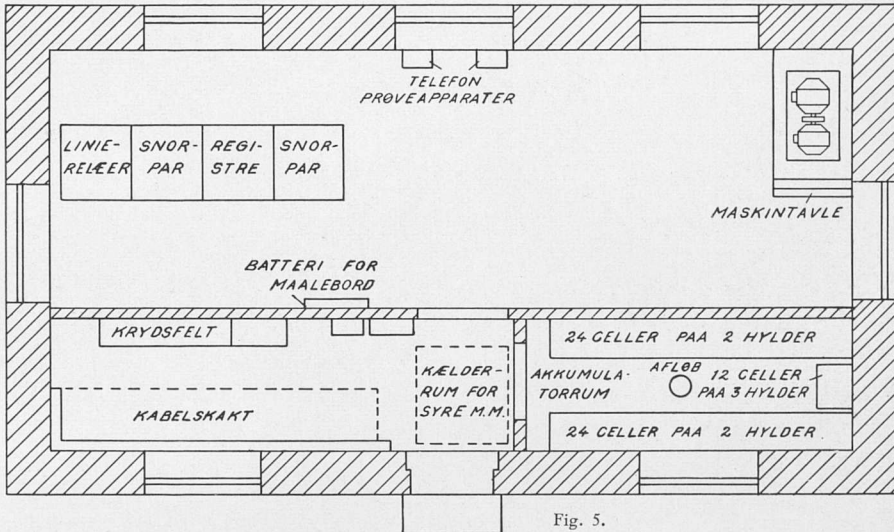 TELEFON
PRØVEAPPARATER
LINIE-
RELÆER
SNOR-
PAR
REGI-
STRE
SNOR-
PAR
MASKINTAVLE
BATTERI FOR
MAALEBORD
KRYDSFELT
KABELSKAKT
KÆLDER-
RUM FOR
SYRE M.M.
24 CELLER PAA 2 HYLDER
AKKUMULA-
TORRUM
AFLØB
12 CELLER
PAA 3 HYLDER
24 CELLER PAA 2 HYLDER
Fig. 5.